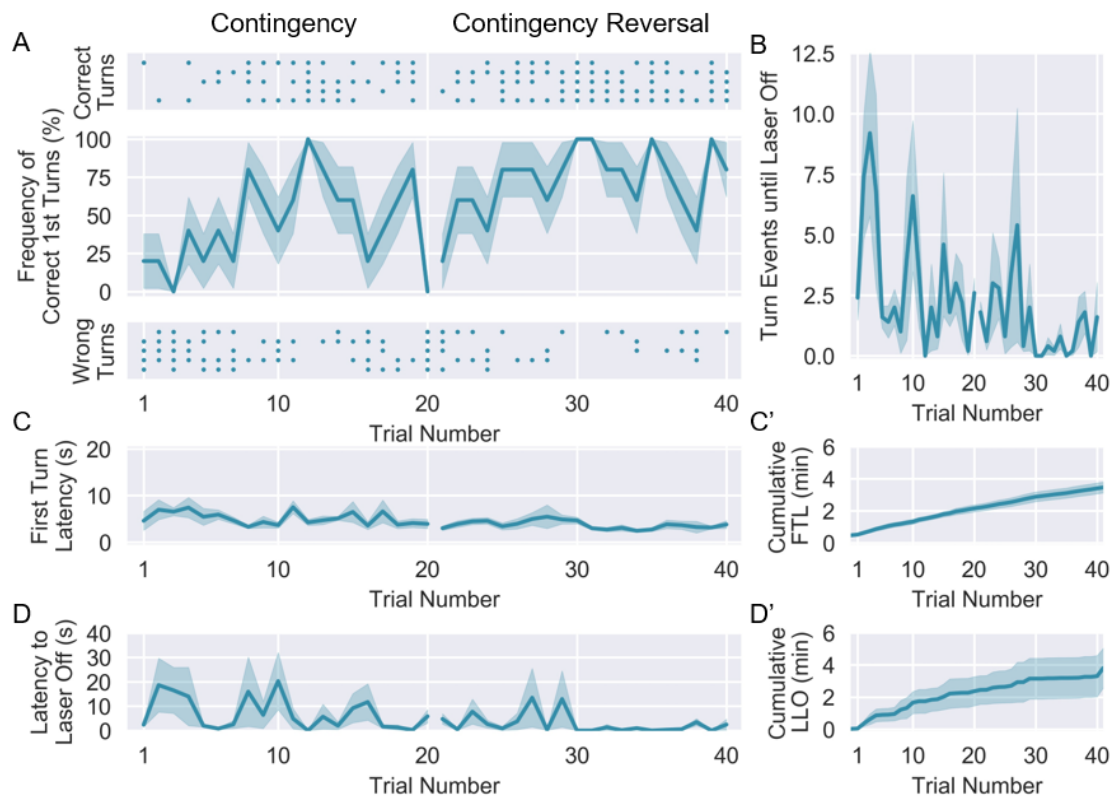 Contingency
Contingency Reversal
A
Correct
Turns
Frequency of
Correct 1st Turns (%)
100
75
50
25
0
Wrong
Turns
1
10
20
30
40
Trial Number
B
Turn Events until Laser Off
12.5
10.0
7.5
5.0
2.5
0.0
1
10
20
30
40
Trial Number
C
First Turn
Latency (s)
20
10
0
1
10
20
30
40
Trial Number
C’
Cumulative
FTL (min)
6
4
2
0
1
10
20
30
40
Trial Number
D
Latency to
Laser Off (s)
40
30
20
10
0
1
10
20
30
40
Trial Number
D’
Cumulative
LLO (min)
6
4
2
0
1
10
20
30
40
Trial Number